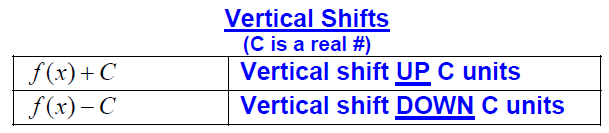 Vertical Shifts
(C is a real #)
f(x)+C Vertical shift UP C units
f(x)−C Vertical shift DOWN C units